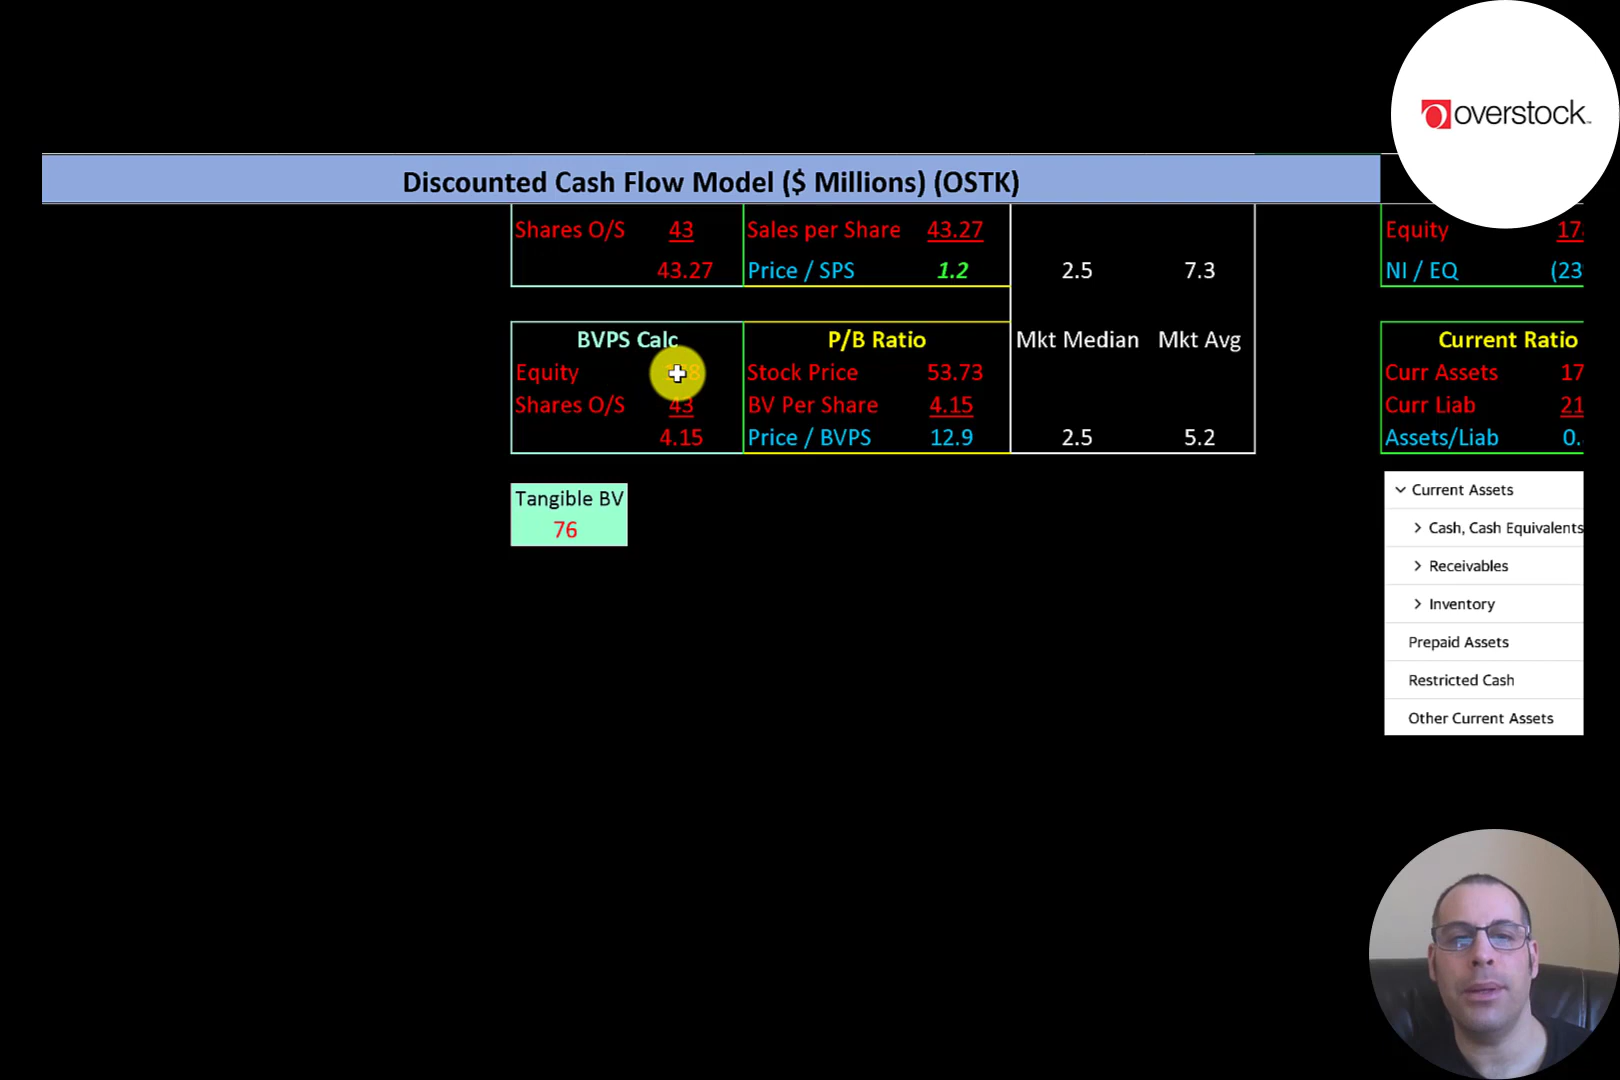 overstock™
Discounted Cash Flow Model ($ Millions) (OSTK)
Shares O/S 43 Sales per Share 43.27 Equity
43.27 Price / SPS 1.2 2.5 7.3 NI / EQ
BVPS Calc P/B Ratio Mkt Median Mkt Avg Current Ratio
Equity Stock Price 53.73 Curr Assets
Shares O/S 43 BV Per Share 4.15 Curr Liab
4.15 Price / BVPS 12.9 2.5 5.2 Assets/Liab
Tangible BV
76
Current Assets
Cash, Cash Equivalents
Receivables
Inventory
Prepaid Assets
Restricted Cash
Other Current Assets